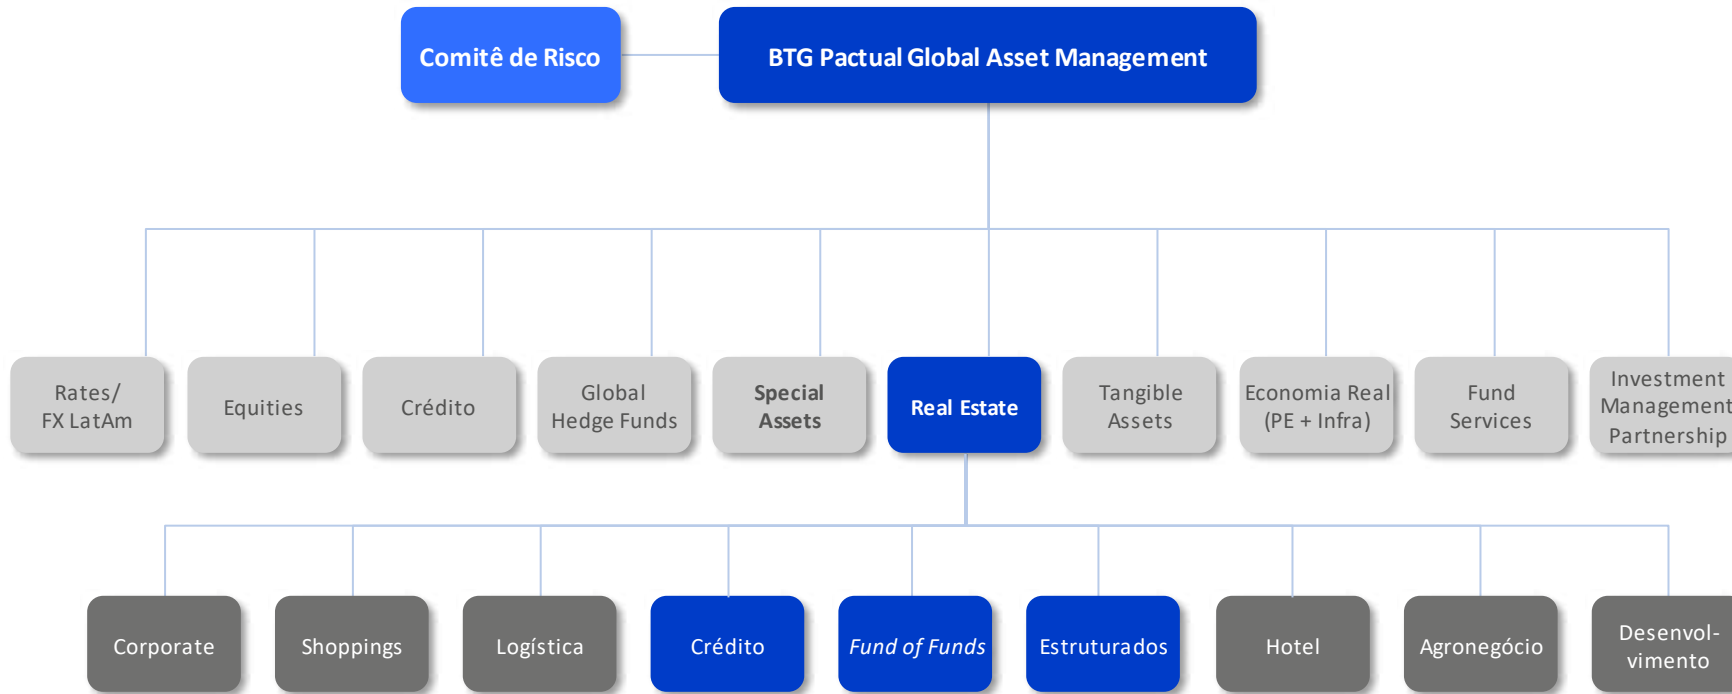 Comitê de Risco
BTG Pactual Global Asset Management
Rates/
FX LatAm
Equities
Crédito
Global
Hedge Funds
Special
Assets
Real Estate
Tangible
Assets
Economia Real
(PE + Infra)
Fund
Services
Investment
Management
Partnership
Corporate
Shoppings
Logística
Crédito
Fund of Funds
Estruturados
Hotel
Agronegócio
Desenvol-
vimento